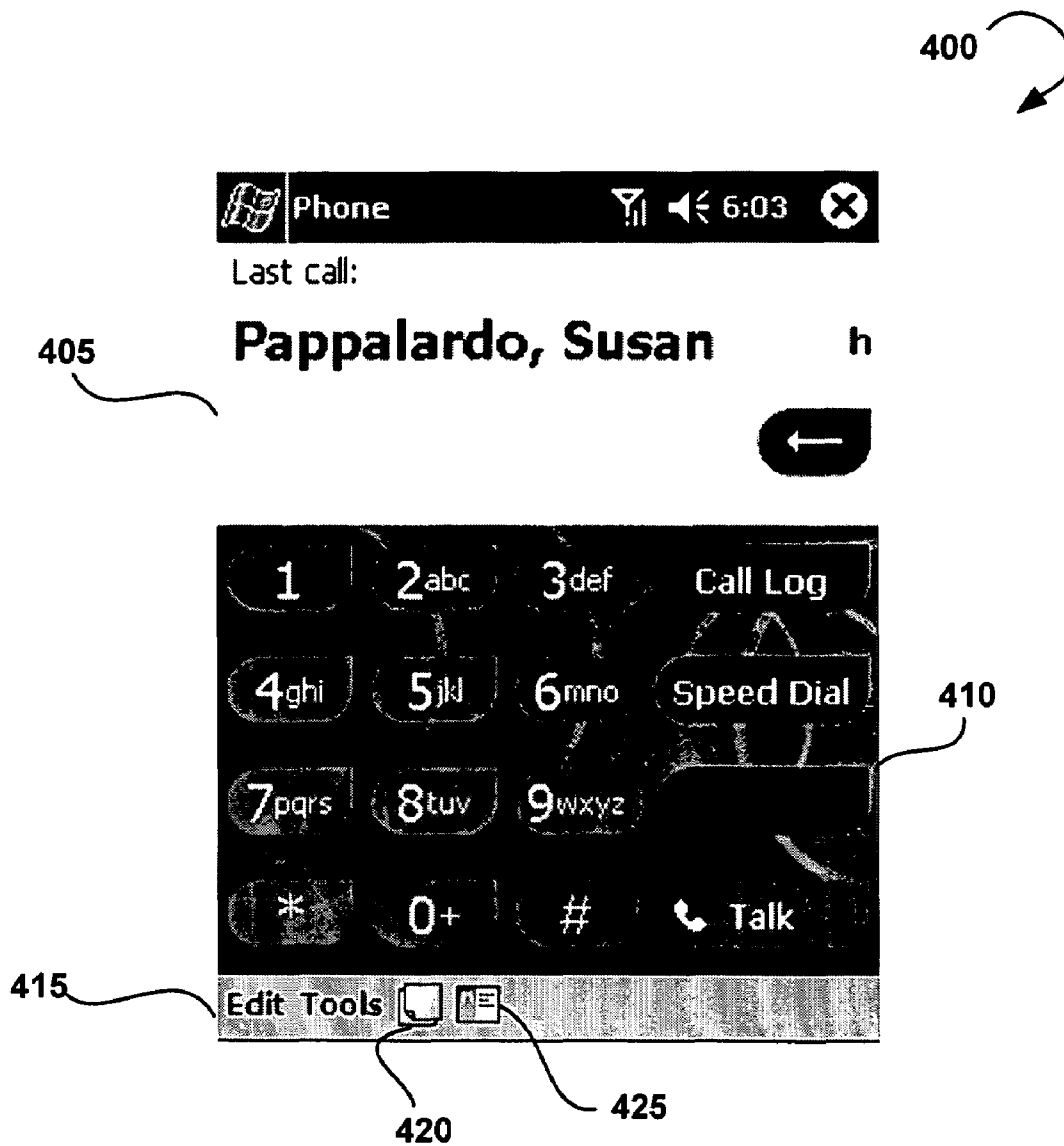 400
Phone 6:03
Last call:
Pappalardo, Susan h
405
1 2abc 3def Call Log
4ghi 5jkl 6mno Speed Dial
410
7pqrs 8tuv 9wxyz
* 0+ # Talk
415
Edit Tools
420
425